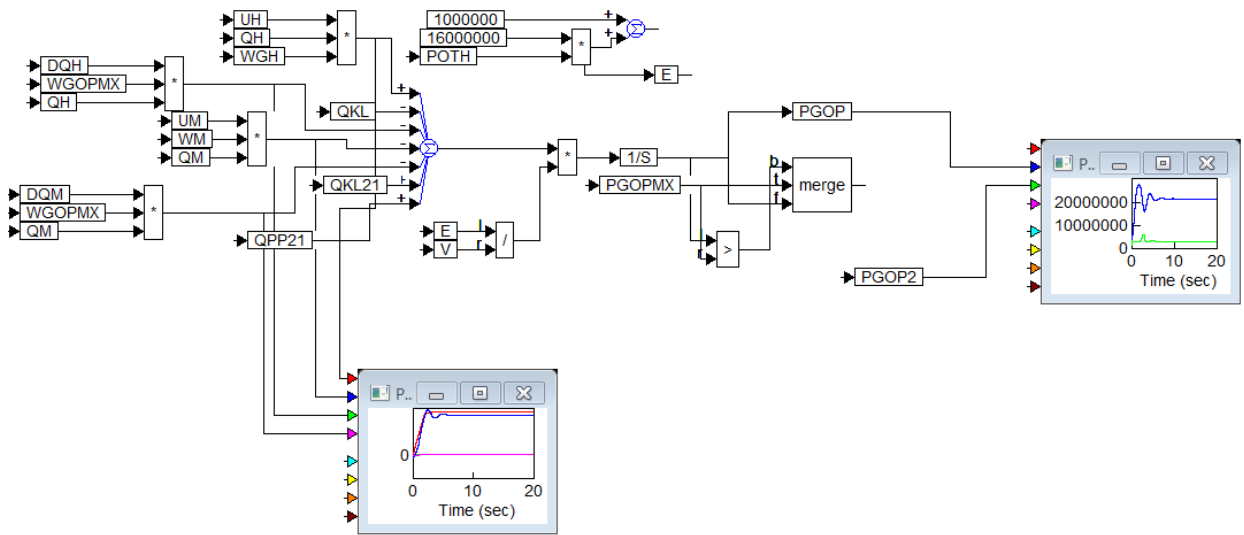 UH
QH
WGH
*
1000000
16000000
POTH
*
+
+
Σ
E
DQH
WGOPMX
QH
*
UM
WM
QM
*
DQM
WGOPMX
QM
*
QKL
QKL21
QPP21
+
-
-
-
-
+
+
Σ
E
V
l
r
/
*
1/S
PGOPMX
l
r
>
b
t
f
merge
PGOP
PGOP2
P..
20000000
10000000
0
0 10 20
Time (sec)
P..
0
0 10 20
Time (sec)